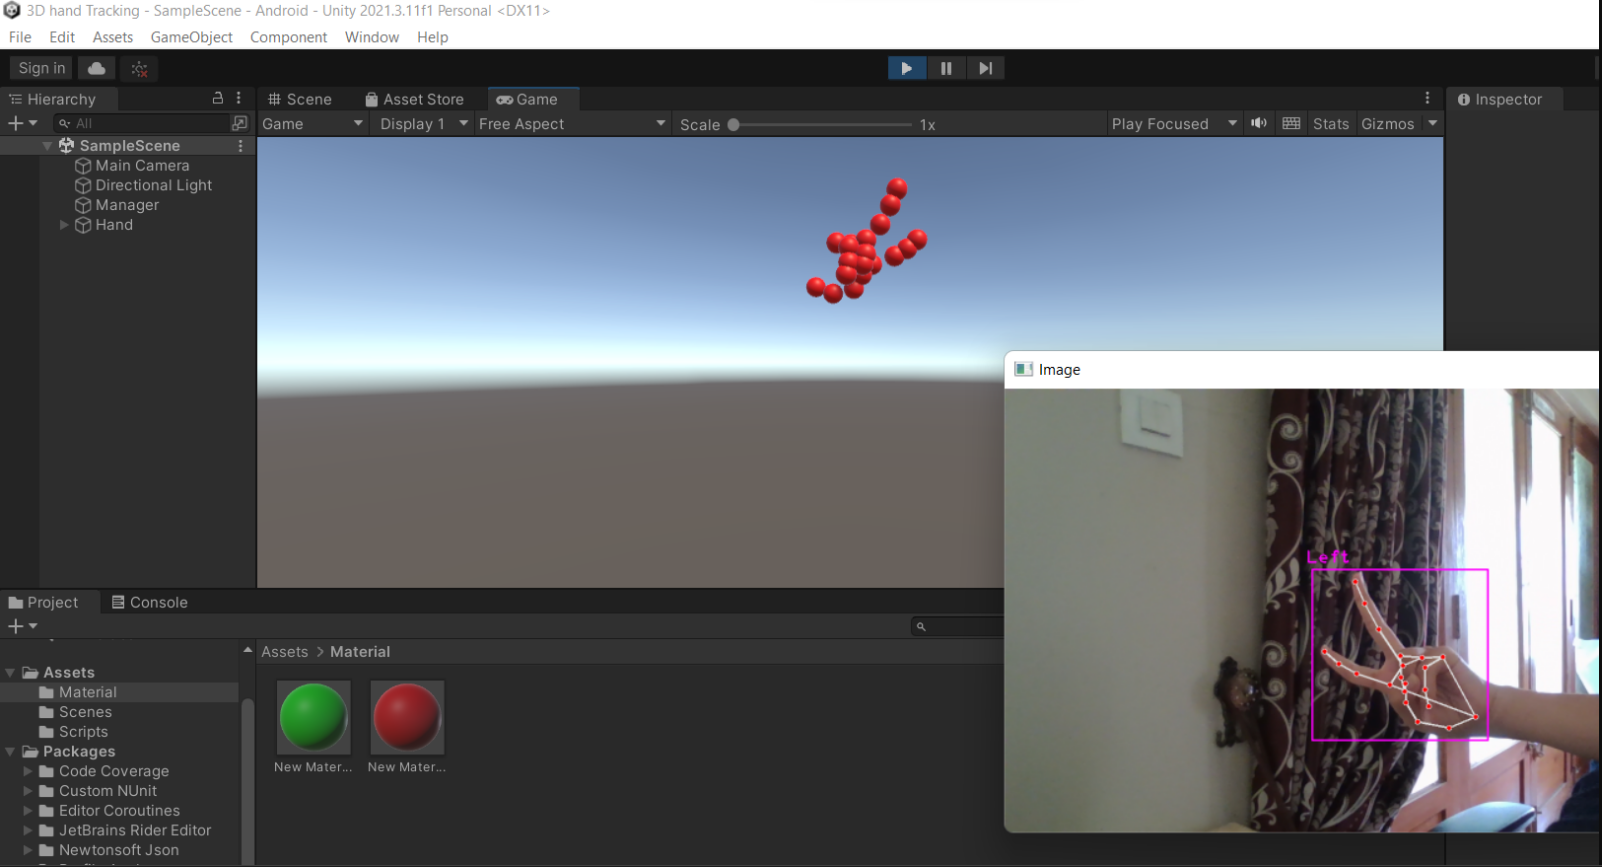 3D hand Tracking - SampleScene - Android - Unity 2021.3.11f1 Personal <DX11>
File Edit Assets GameObject Component Window Help
Sign in
Hierarchy
Scene Asset Store Game
Inspector
All
Game Display 1 Free Aspect Scale 1x Play Focused Stats Gizmos
SampleScene
Main Camera
Directional Light
Manager
Hand
Image
Left
Project Console
Assets > Material
Assets
Material
Scenes
Scripts
Packages
Code Coverage
Custom NUnit
Editor Coroutines
JetBrains Rider Editor
Newtonsoft Json
New Mater... New Mater...